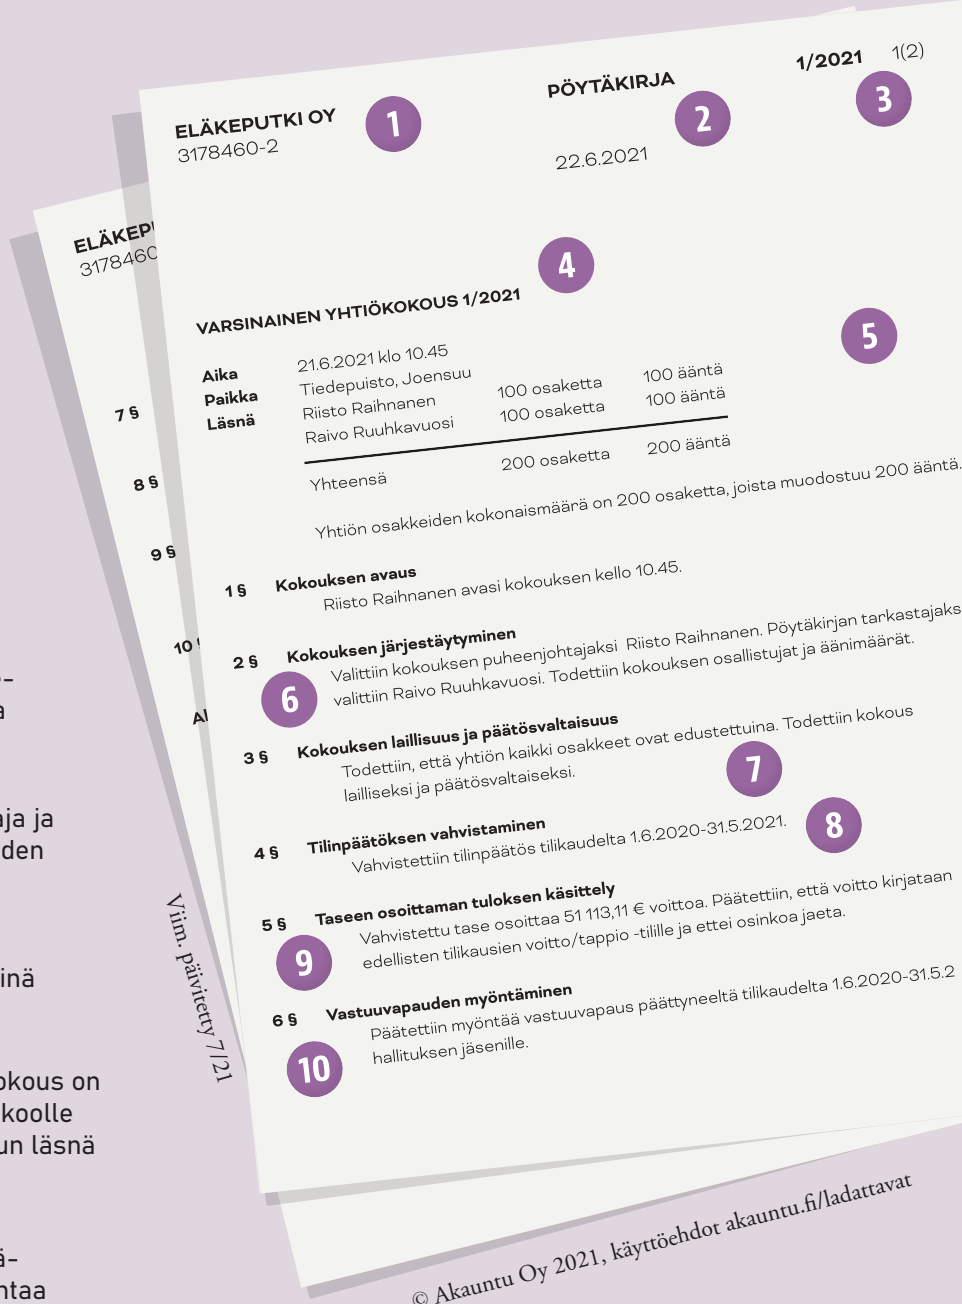 ELÄKEPUTKI OY
3178460-2
1
PÖYTÄKIRJA
2
22.6.2021
1/2021 1(2)
3
4
VARSINAINEN YHTIÖKOKOUS 1/2021
5
Aika 21.6.2021 klo 10.45
Paikka Tiedepuisto, Joensuu
Läsnä Riisto Raihnanen 100 osaketta 100 ääntä
Raivo Ruuhkavuosi 100 osaketta 100 ääntä
Yhteensä 200 osaketta 200 ääntä
Yhtiön osakkeiden kokonaismäärä on 200 osaketta, joista muodostuu 200 ääntä.
1 § Kokouksen avaus
Riisto Raihnanen avasi kokouksen kello 10.45.
2 § Kokouksen järjestäytyminen
6
Valittiin kokouksen puheenjohtajaksi Riisto Raihnanen. Pöytäkirjan tarkastajaks
valittiin Raivo Ruuhkavuosi. Todettiin kokouksen osallistujat ja äänimäärät.
3 § Kokouksen laillisuus ja päätösvaltaisuus
Todettiin, että yhtiön kaikki osakkeet ovat edustettuina. Todettiin kokous
lailliseksi ja päätösvaltaiseksi.
7
4 § Tilinpäätöksen vahvistaminen
Vahvistettiin tilinpäätös tilikaudelta 1.6.2020-31.5.2021.
8
5 § Taseen osoittaman tuloksen käsittely
9
Vahvistettu tase osoittaa 51 113,11 € voittoa. Päätettiin, että voitto kirjataan
edellisten tilikausien voitto/tappio -tilille ja ettei osinkoa jaeta.
6 § Vastuuvapauden myöntäminen
10
Päätettiin myöntää vastuuvapaus päättyneeltä tilikaudelta 1.6.2020-31.5.2
hallituksen jäsenille.
ELÄKEP
3178460
7 §
8 §
9 §
10
Viim. päivitetty 7/21
© Akauntu Oy 2021, käyttöehdot akauntu.fi/ladattavat
aja ja
den
inä
okous on
koolle
un läsnä
ä-
ntaa